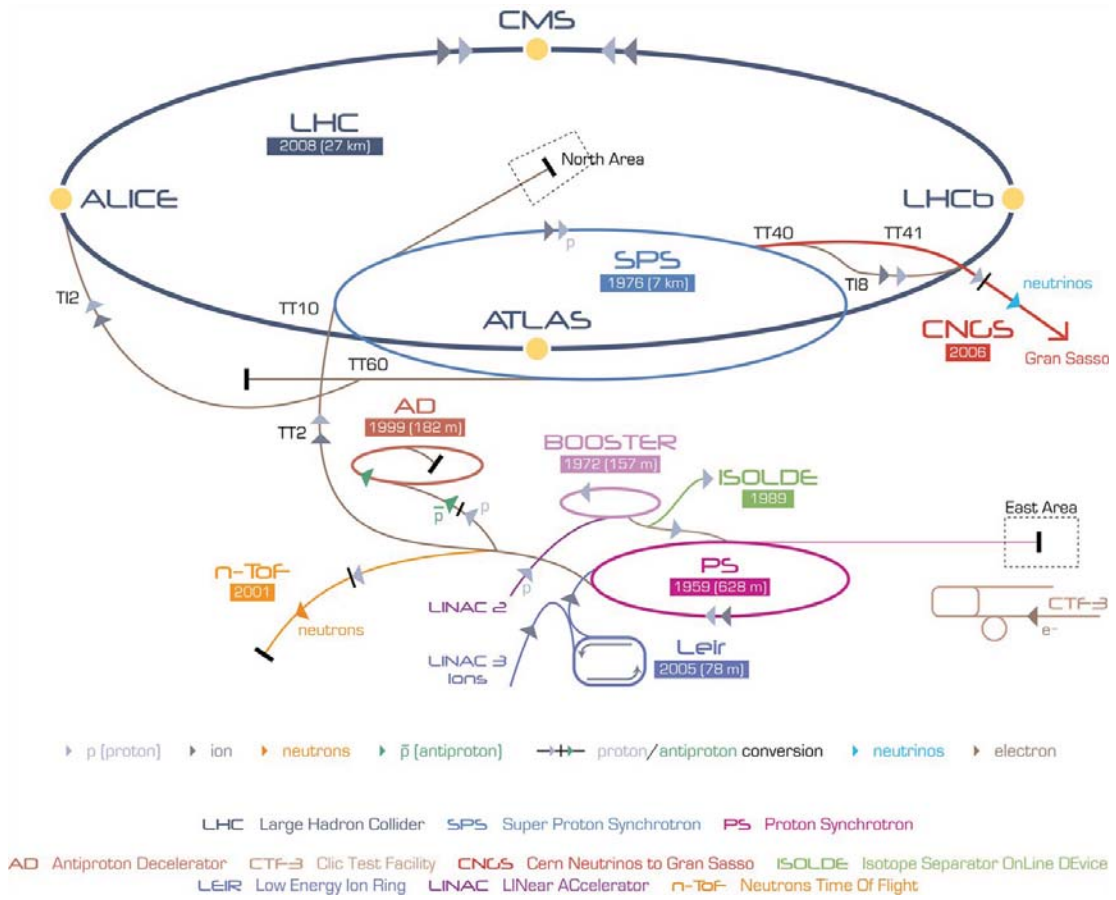 CMS
LHC
2008 (27 km)
North Area
ALICE
LHCb
TT40
TT41
p
SPS
1976 (7 km)
TI8
neutrinos
TI2
TT10
ATLAS
CNGS
2006
Gran Sasso
TT60
AD
1999 (182 m)
TT2
BOOSTER
1972 (157 m)
ISOLDE
1989
p̄
p
East Area
n-ToF
2001
PS
1959 (628 m)
p
LINAC 2
CTF-3
neutrons
e-
LINAC 3
Ions
Leir
2005 (78 m)
p (proton) ion neutrons p̄ (antiproton) proton/antiproton conversion neutrinos electron
LHC Large Hadron Collider SPS Super Proton Synchrotron PS Proton Synchrotron
AD Antiproton Decelerator CTF-3 Clic Test Facility CNGS Cern Neutrinos to Gran Sasso ISOLDE Isotope Separator OnLine DEvice
LEIR Low Energy Ion Ring LINAC LINear ACcelerator n-ToF Neutrons Time Of Flight